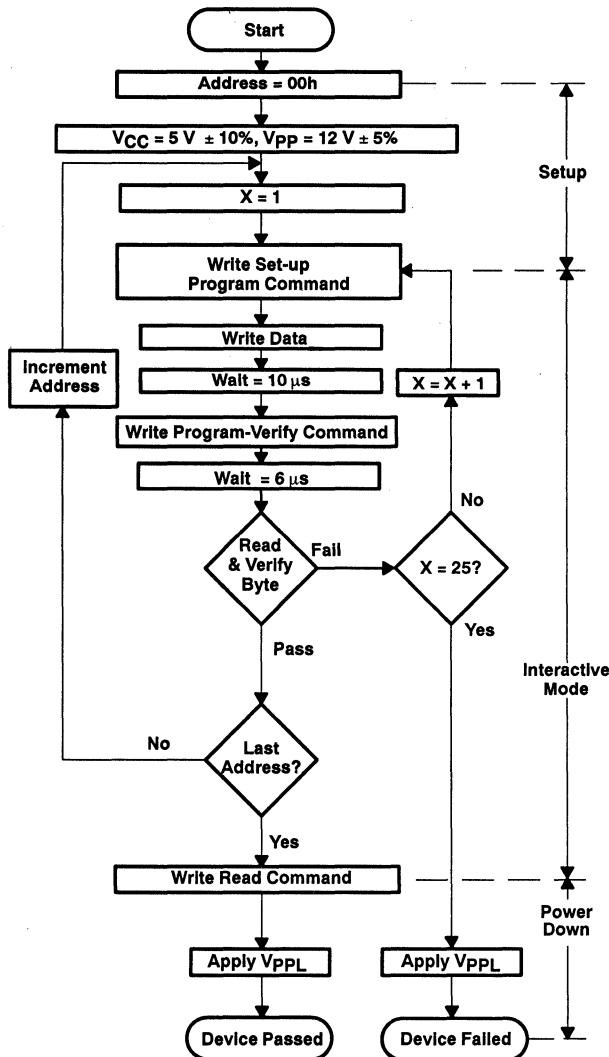 Start
Address = 00h
VCC = 5 V ± 10%, VPP = 12 V ± 5%
Setup
X = 1
Write Set-up
Program Command
Write Data
Increment
Address
Wait = 10 μs
X = X + 1
Write Program-Verify Command
Wait = 6 μs
No
Read
& Verify
Byte
Fail
X = 25?
Yes
Pass
Interactive
Mode
No
Last
Address?
Yes
Write Read Command
Power
Down
Apply VPPL
Apply VPPL
Device Passed
Device Failed